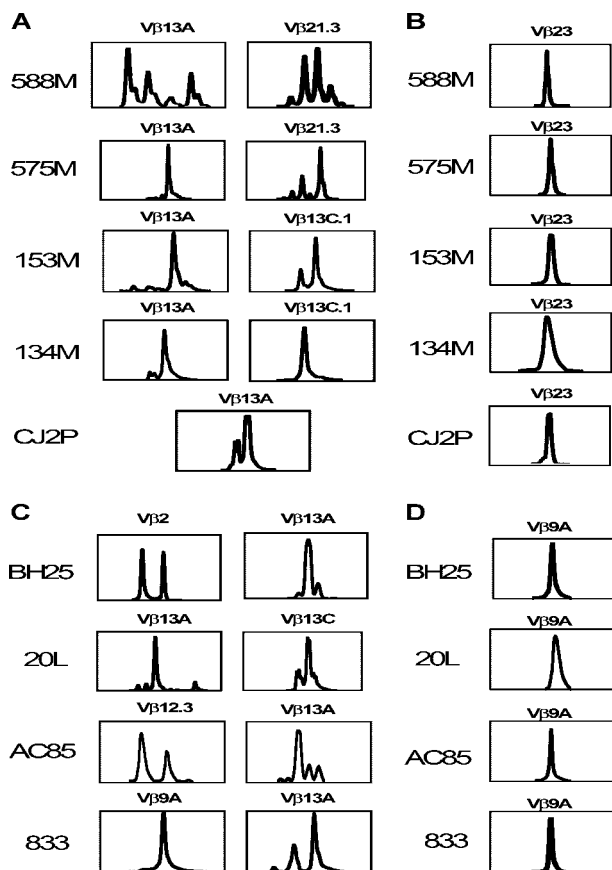 A
B
Vβ13A Vβ21.3 Vβ23
588M 588M
Vβ13A Vβ21.3 Vβ23
575M 575M
Vβ13A Vβ13C.1 Vβ23
153M 153M
Vβ13A Vβ13C.1 Vβ23
134M 134M
Vβ13A Vβ23
CJ2P CJ2P
C
D
Vβ2 Vβ13A Vβ9A
BH25 BH25
Vβ13A Vβ13C Vβ9A
20L 20L
Vβ12.3 Vβ13A Vβ9A
AC85 AC85
Vβ9A Vβ13A Vβ9A
833 833